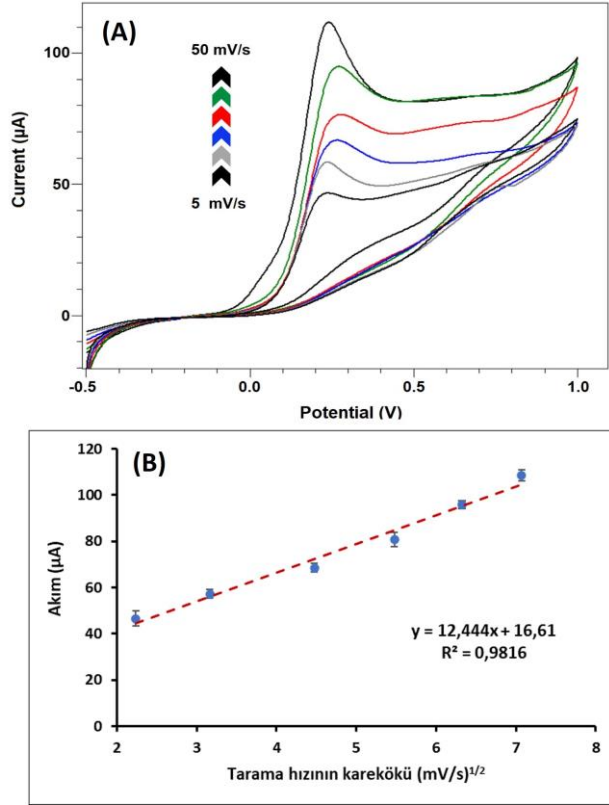 (A)
50 mV/s
5 mV/s
Current (µA)
100
50
0
-0.5
0.0
0.5
1.0
Potential (V)
(B)
Akım (µA)
120
100
80
60
40
20
0
y = 12,444x + 16,61
R² = 0,9816
2
3
4
5
6
7
8
Tarama hızının karekökü (mV/s)^1/2